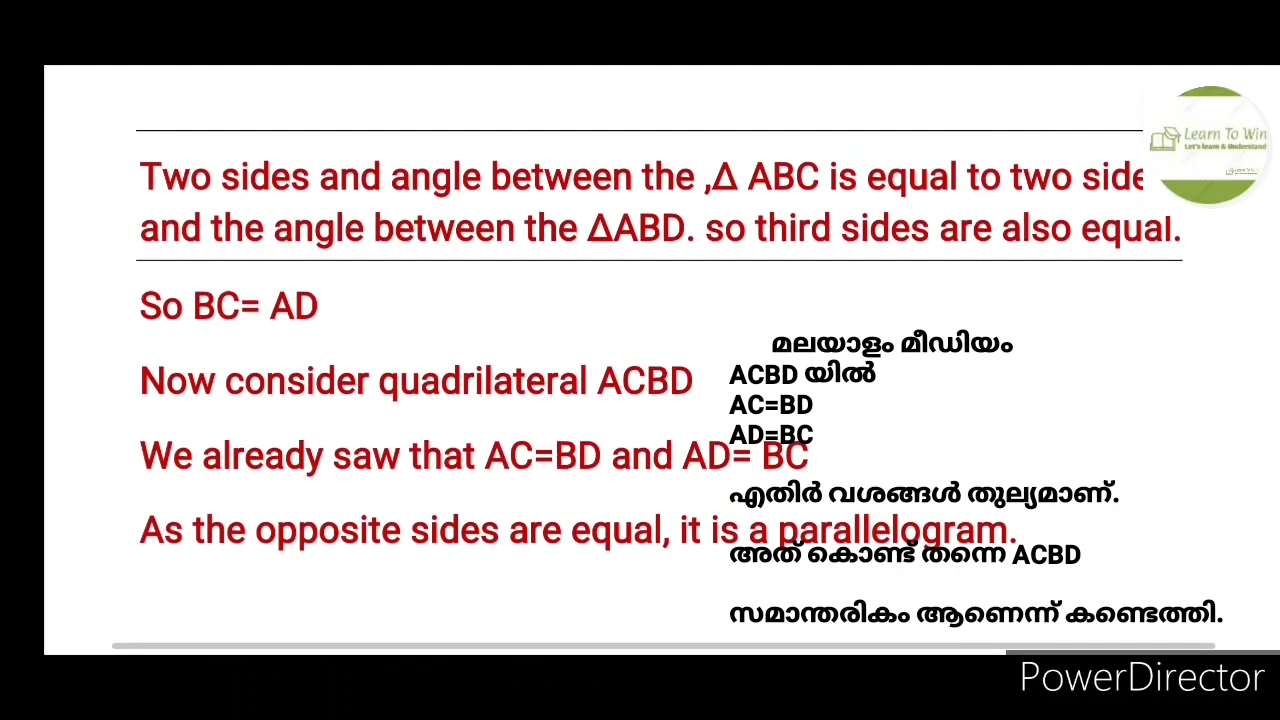 Learn To Win
Let's learn & Understand
Two sides and angle between the ,Δ ABC is equal to two side
and the angle between the ΔABD. so third sides are also equal.
So BC= AD
Now consider quadrilateral ACBD
We already saw that AC=BD and AD= BC
As the opposite sides are equal, it is a parallelogram.
മലയാളം മീഡിയം
ACBD യിൽ
AC=BD
AD=BC
എതിർ വശങ്ങൾ തുല്യമാണ്.
അത് കൊണ്ട് തന്നെ ACBD
സമാന്തരികം ആണെന്ന് കണ്ടെത്തി.
PowerDirector